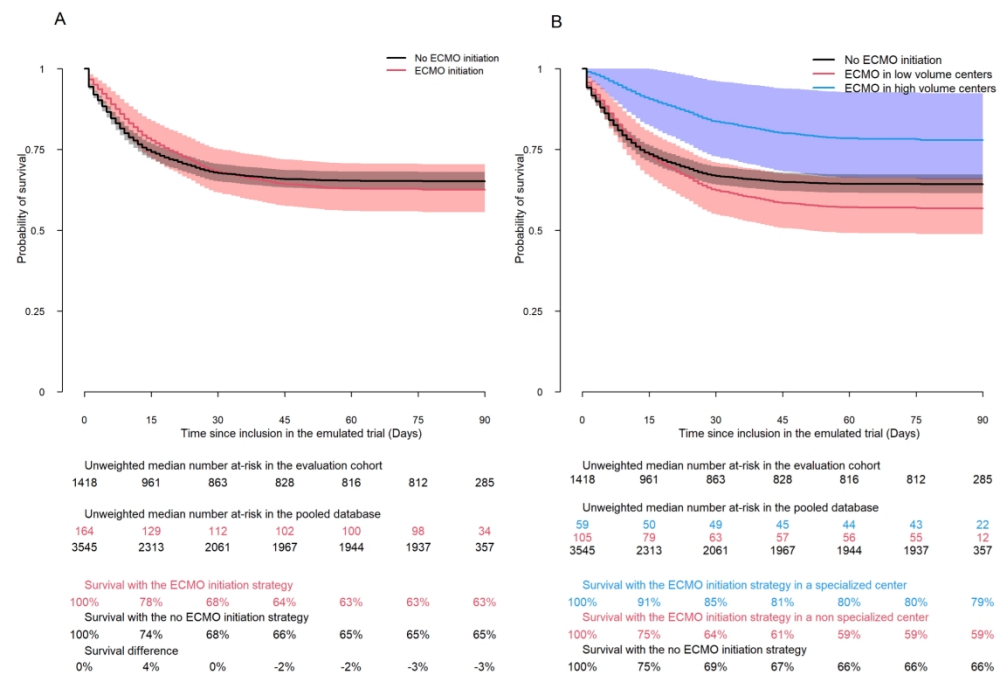 A
No ECMO initiation
ECMO initiation
Probability of survival
1
0.75
0.5
0.25
0
0 15 30 45 60 75 90
Time since inclusion in the emulated trial (Days)
Unweighted median number at-risk in the evaluation cohort
1418 961 863 828 816 812 285
Unweighted median number at-risk in the pooled database
164 129 112 102 100 98 34
3545 2313 2061 1967 1944 1937 357
Survival with the ECMO initiation strategy
100% 78% 68% 64% 63% 63% 63%
Survival with the no ECMO initiation strategy
100% 74% 68% 66% 65% 65% 65%
Survival difference
0% 4% 0% -2% -2% -3% -3%
B
No ECMO initiation
ECMO in low volume centers
ECMO in high volume centers
Probability of survival
1
0.75
0.5
0.25
0
0 15 30 45 60 75 90
Time since inclusion in the emulated trial (Days)
Unweighted median number at-risk in the evaluation cohort
1418 961 863 828 816 812 285
Unweighted median number at-risk in the pooled database
59 50 49 45 44 43 22
105 79 63 57 56 55 12
3545 2313 2061 1967 1944 1937 357
Survival with the ECMO initiation strategy in a specialized center
100% 91% 85% 81% 80% 80% 79%
Survival with the ECMO initiation strategy in a non specialized center
100% 75% 64% 61% 59% 59% 59%
Survival with the no ECMO initiation strategy
100% 75% 69% 67% 66% 66% 66%